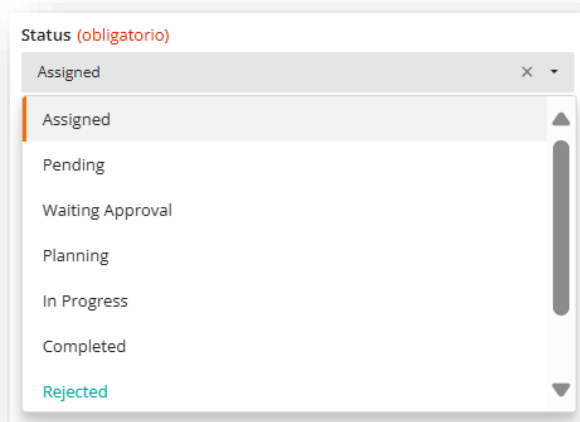 Status (obligatorio)
Assigned
Assigned
Pending
Waiting Approval
Planning
In Progress
Completed
Rejected